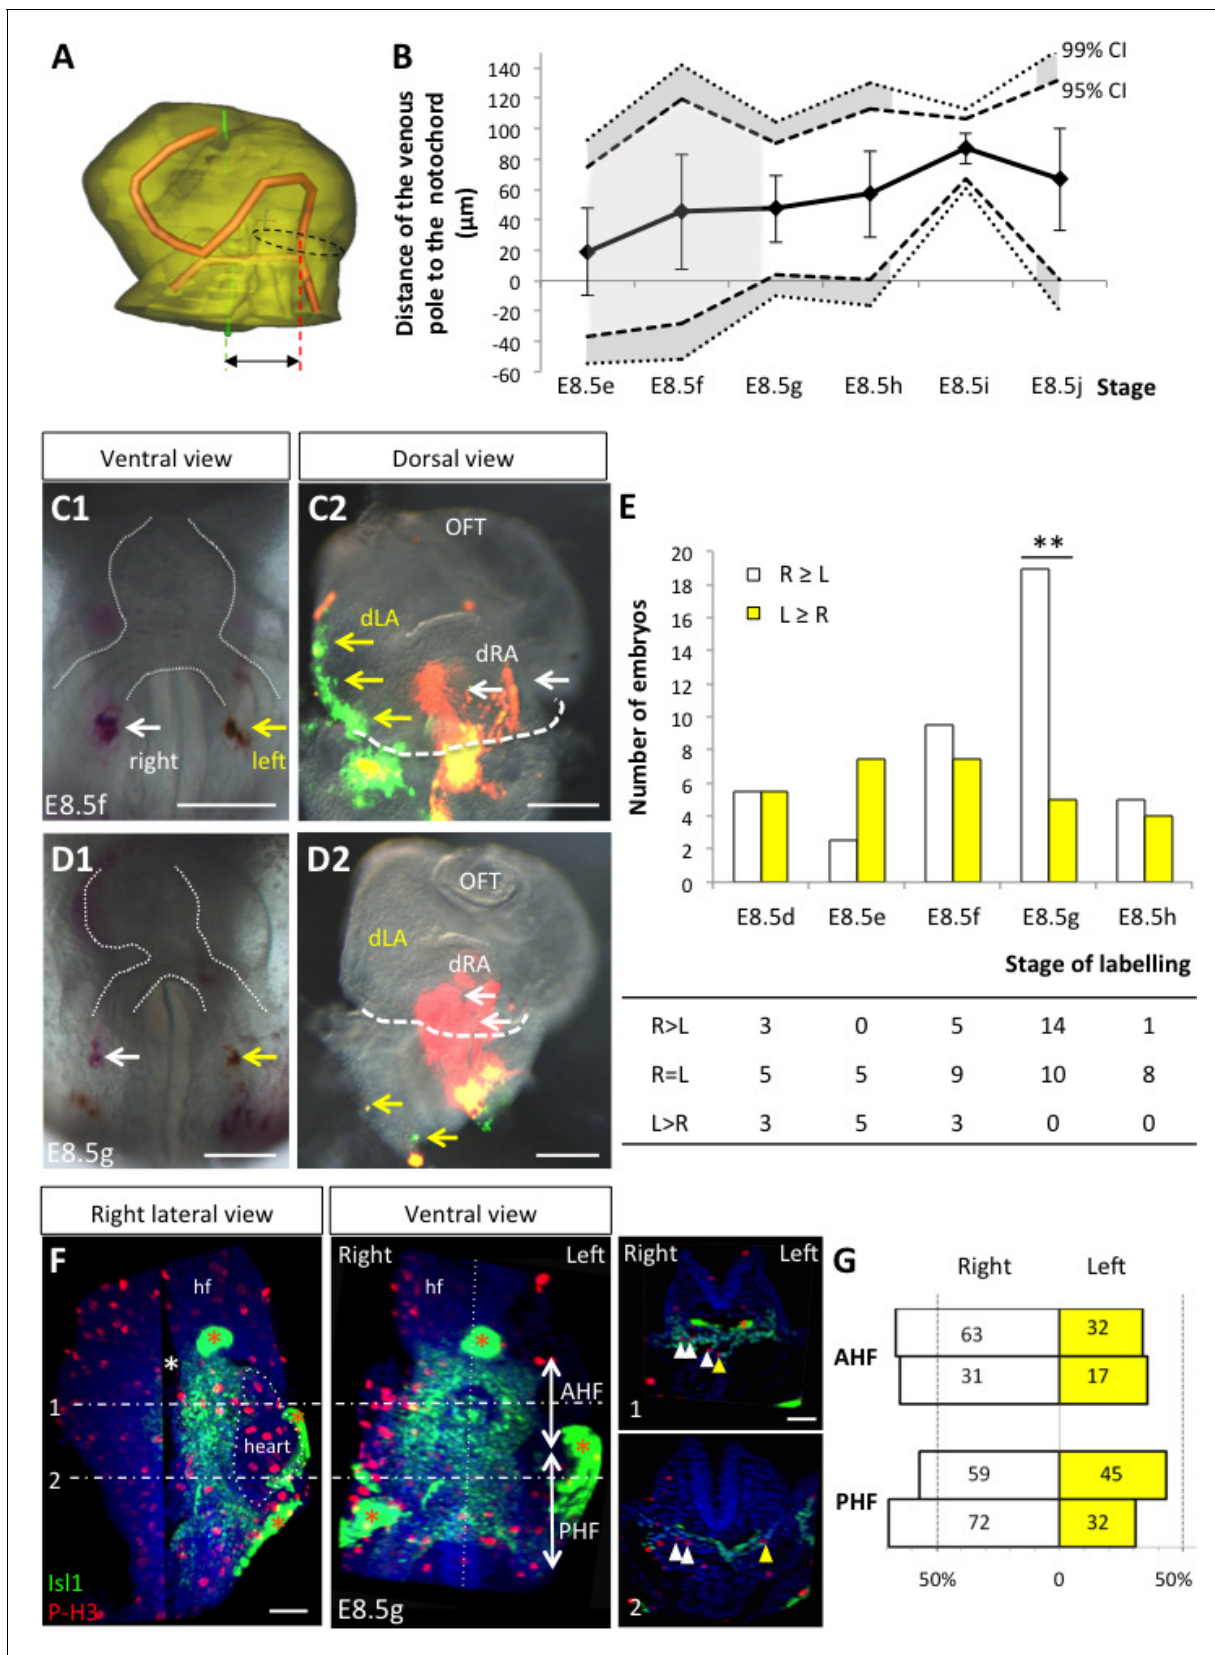 A
B
Distance of the venous
pole to the notochord
(µm)
140
120
100
80
60
40
20
0
-20
-40
-60
99% CI
95% CI
E8.5e E8.5f E8.5g E8.5h E8.5i E8.5j Stage
Ventral view
Dorsal view
C1
right
left
E8.5f
C2
OFT
dLA
dRA
D1
E8.5g
D2
OFT
dLA
dRA
E
Number of embryos
20
18
16
14
12
10
8
6
4
2
0
R ≥ L
L ≥ R
**
E8.5d E8.5e E8.5f E8.5g E8.5h
Stage of labelling
R>L 3 0 5 14 1
R=L 5 5 9 10 8
L>R 3 5 3 0 0
Right lateral view
Ventral view
F
hf
*
*
1
*
heart
2
*
Isl1
P-H3
Right Left
hf
*
AHF
*
*
PHF
E8.5g
Right Left
*
1
2
G
Right Left
AHF
63 32
31 17
PHF
59 45
72 32
50% 0 50%